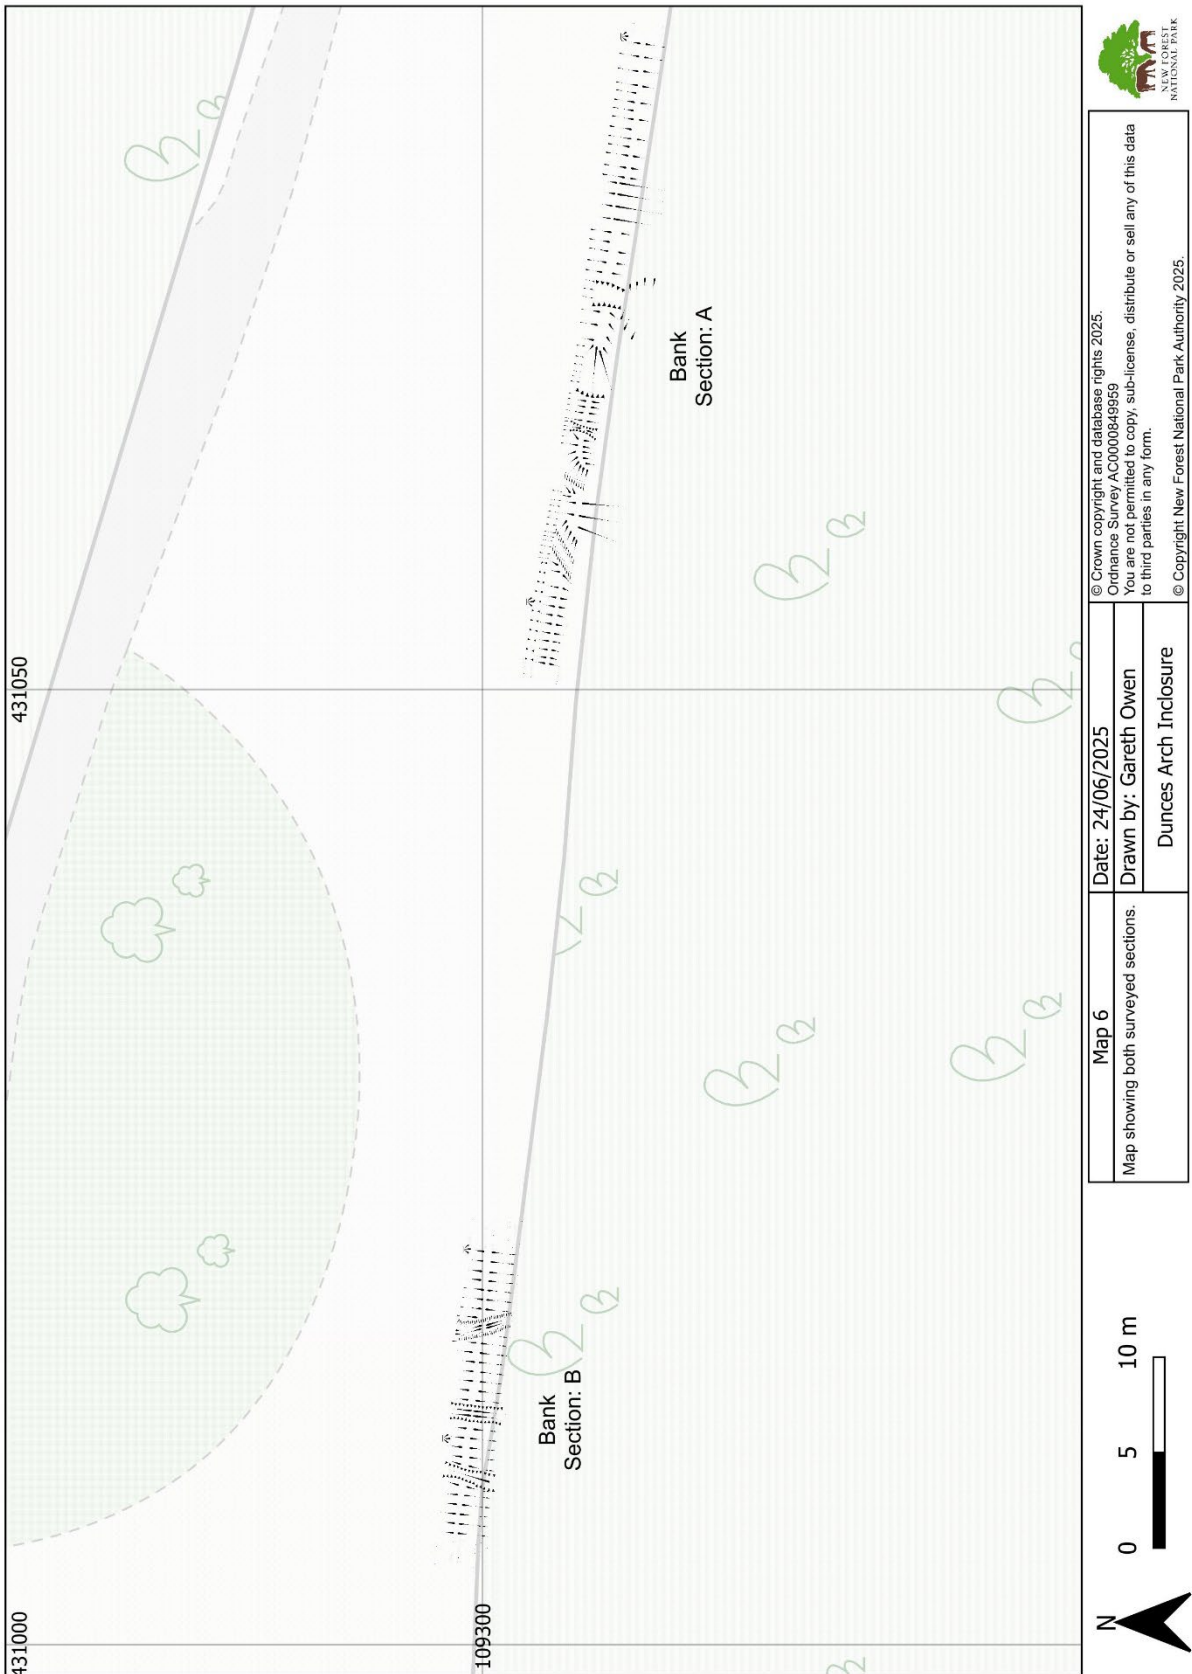 431000
431050
109300
Bank
Section: A
Bank
Section: B
N
0 5 10 m
Map 6
Map showing both surveyed sections.
Date: 24/06/2025
Drawn by: Gareth Owen
Dunces Arch Inclosure
© Crown copyright and database rights 2025.
Ordnance Survey AC0000849959
You are not permitted to copy, sub-license, distribute or sell any of this data
to third parties in any form.
© Copyright New Forest National Park Authority 2025.
NEW FOREST
NATIONAL PARK